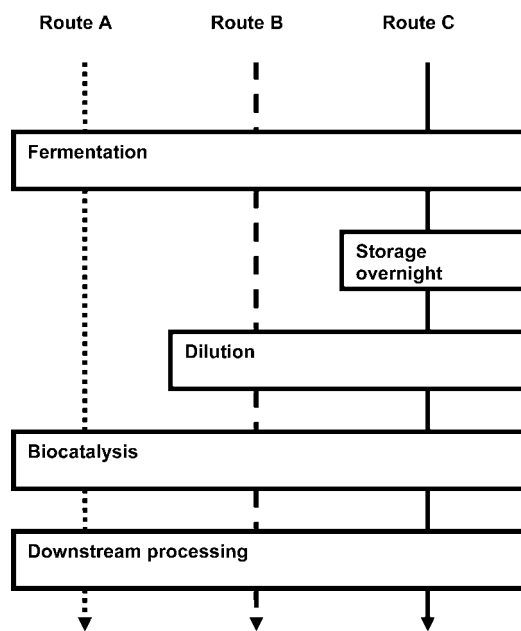 Route A Route B Route C
Fermentation
Storage
overnight
Dilution
Biocatalysis
Downstream processing